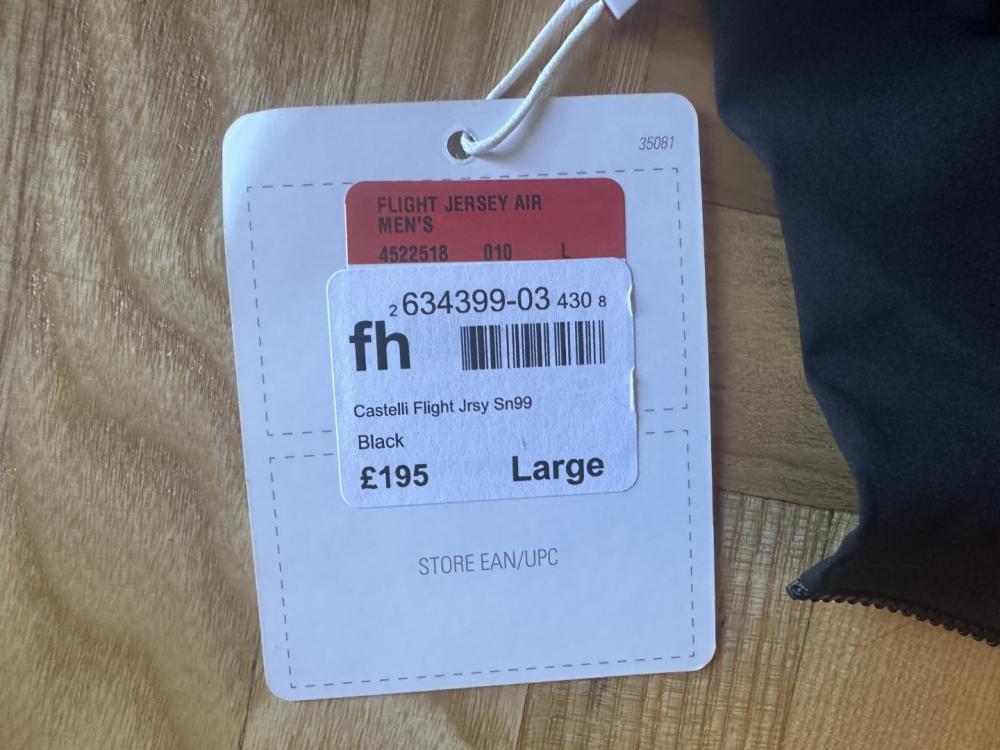 35081
FLIGHT JERSEY AIR
MEN'S
4522518 010 L
2 634399-03 430 8
fh
Castelli Flight Jrsy Sn99
Black
£195 Large
STORE EAN/UPC